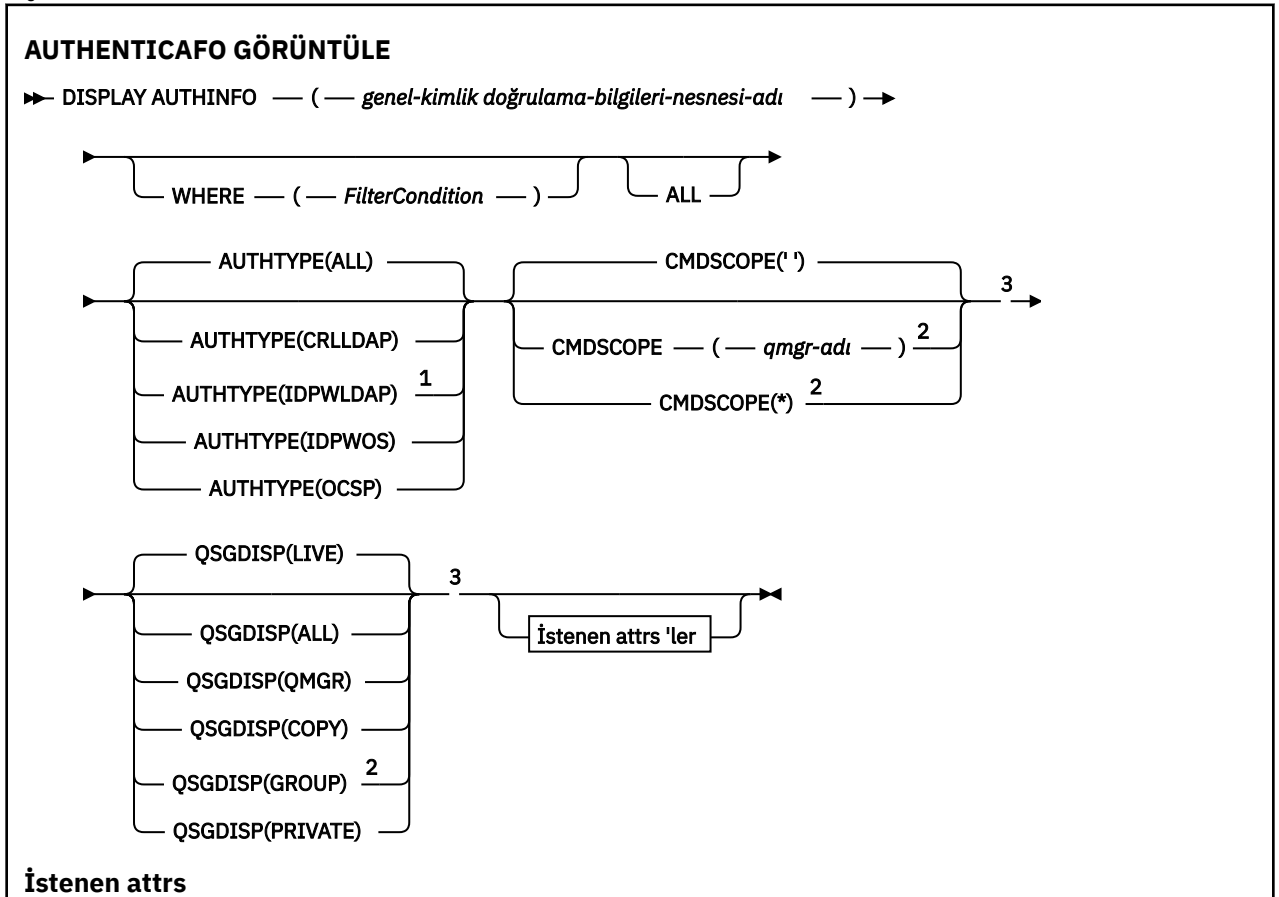 AUTHENTICAFO GÖRÜNTÜLE
DISPLAY AUTHINFO ( genel-kimlik doğrulama-bilgileri-nesnesi-adı )
WHERE ( FilterCondition ) ALL
AUTHTYPE(ALL) CMDSCOPE(' ')
3
AUTHTYPE(CRLLDAP) CMDSCOPE ( qmgr-adı ) 2
AUTHTYPE(IDPWLDAP) 1 CMDSCOPE(*) 2
AUTHTYPE(IDPWOS)
AUTHTYPE(OCSP)
QSGDISP(LIVE)
3
QSGDISP(ALL) İstenen attrs 'ler
QSGDISP(QMGR)
QSGDISP(COPY)
QSGDISP(GROUP) 2
QSGDISP(PRIVATE)
İstenen attrs